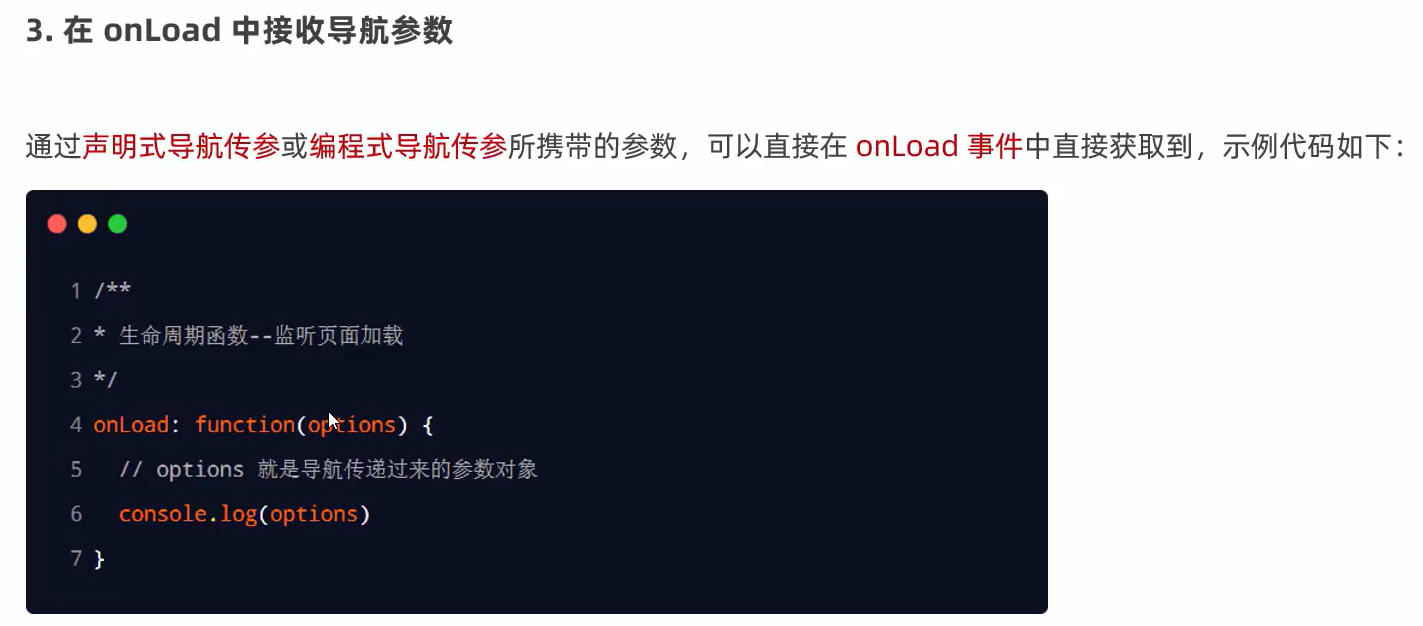 3. 在 onLoad 中接收导航参数
通过声明式导航传参或编程式导航传参所携带的参数，可以直接在 onLoad 事件中直接获取到，示例代码如下：
1 /**
2 * 生命周期函数--监听页面加载
3 */
4 onLoad: function(options) {
5   // options 就是导航传递过来的参数对象
6   console.log(options)
7 }